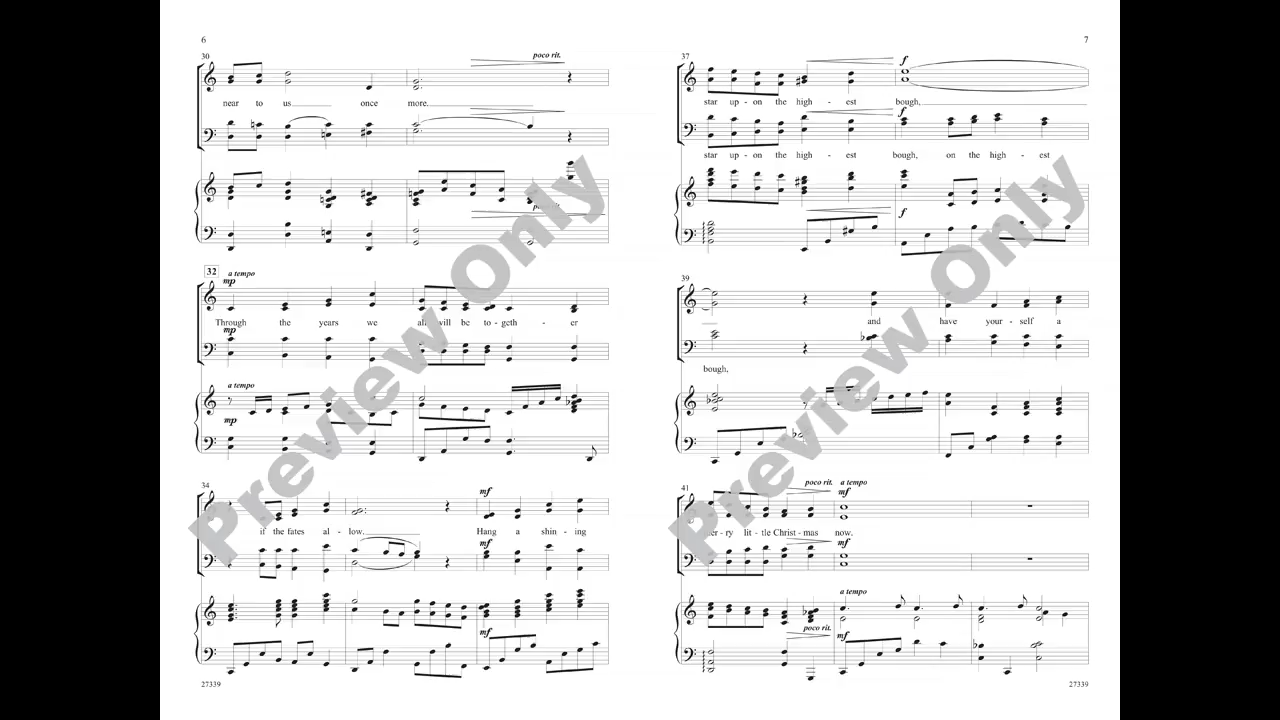 6
30
poco rit.
near to us once more.
poco rit.
32
a tempo
mp
Through the years we all will be to-geth-er
mp
a tempo
mp
34
mf
if the fates al-low. Hang a shin-ing
mf
mf
27339
7
37
f
star up-on the high-est bough,
f
star up-on the high-est bough, on the high-est
f
39
and have your-self a
bough,
41
poco rit. a tempo
mf
mer-ry lit-tle Christ-mas now.
mf
a tempo
poco rit.
mf
27339
Preview Only
Preview Only